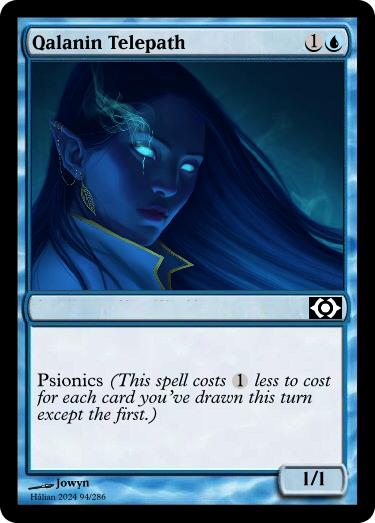 Qalanin Telepath 1
Psionics (This spell costs 1 less to cost
for each card you've drawn this turn
except the first.)
Jowyn
Hålian 2024 94/286
1/1